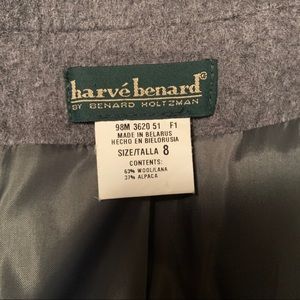 harvé benard®
BY BENARD HOLTZMAN
98M 3620 51 F1
MADE IN BELARUS
HECHO EN BIELORUSIA
SIZE/TALLA 8
CONTENTS:
63% WOOL/LANA
37% ALPACA